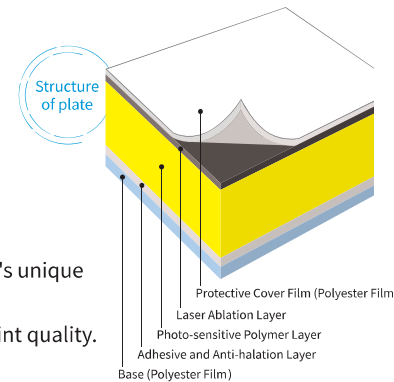 Structure
of plate
's unique
int quality.
Protective Cover Film (Polyester Film
Laser Ablation Layer
Photo-sensitive Polymer Layer
Adhesive and Anti-halation Layer
Base (Polyester Film)